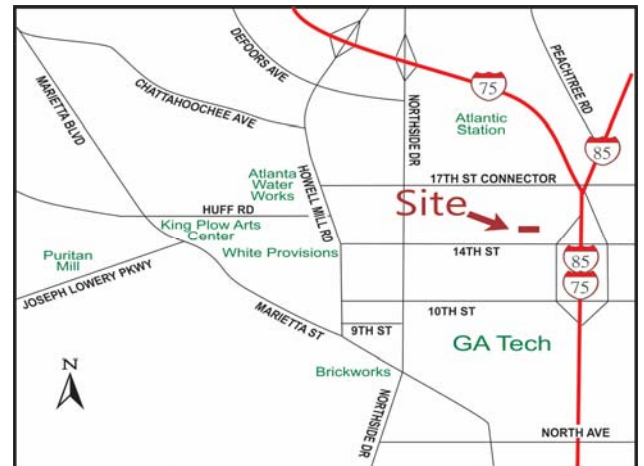 DEFOORS AVE
PEACHTREE RD
75
MARIETTA BLVD
CHATTAHOOCHEE AVE
NORTHSIDE DR
Atlantic
Station
85
HOWELL MILL RD
Atlanta
Water
Works
17TH ST CONNECTOR
HUFF RD
Site
King Plow Arts
Center
White Provisions
14TH ST
Puritan
Mill
85
75
JOSEPH LOWERY PKWY
MARIETTA ST
10TH ST
9TH ST
GA Tech
N
Brickworks
NORTHSIDE DR
NORTH AVE